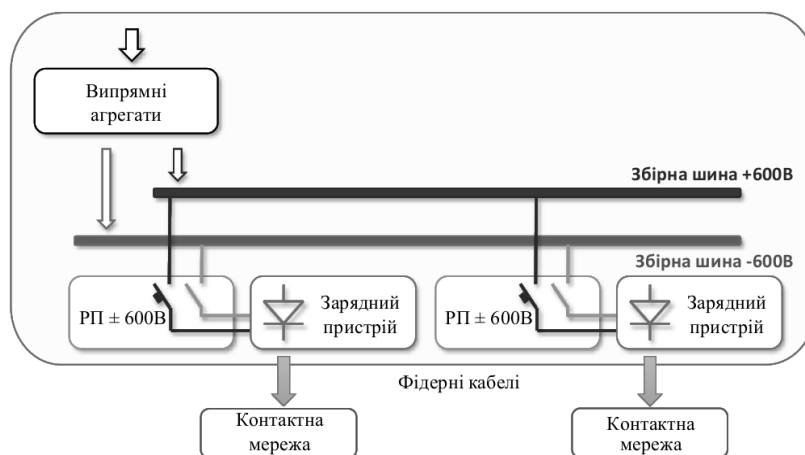 Випрямні
агрегати
Збірна шина +600В
Збірна шина -600В
РП ± 600В
Зарядний
пристрій
РП ± 600В
Зарядний
пристрій
Фідерні кабелі
Контактна
мережа
Контактна
мережа